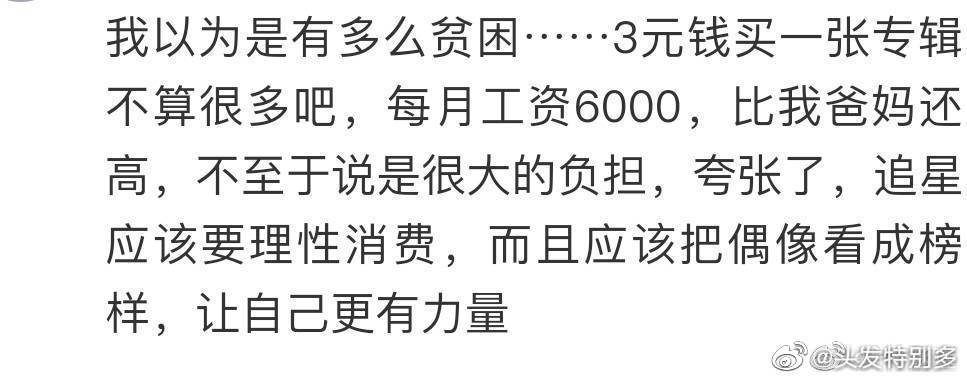 我以为是有多么贫困……3元钱买一张专辑
不算很多吧，每月工资6000，比我爸妈还
高，不至于说是很大的负担，夸张了，追星
应该要理性消费，而且应该把偶像看成榜
样，让自己更有力量
@头发特别多